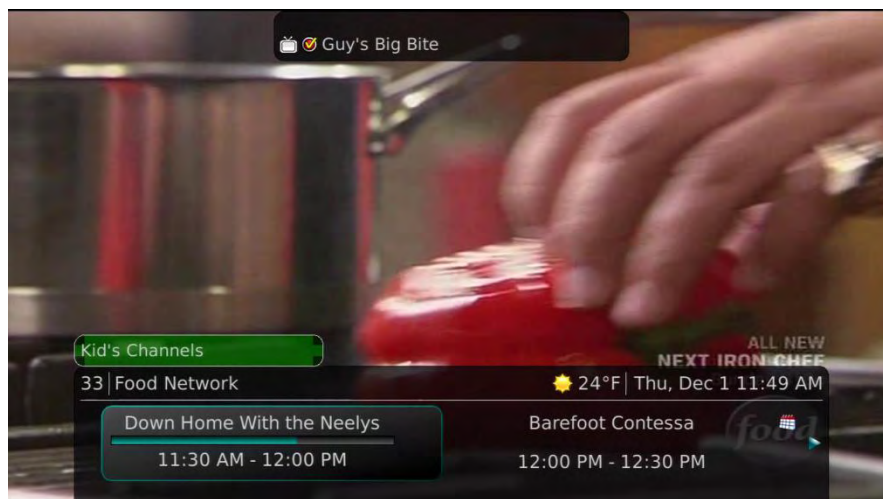 Guy's Big Bite
Kid's Channels
ALL NEW
NEXT IRON CHEF
33 Food Network
24°F Thu, Dec 1 11:49 AM
Down Home With the Neelys
Barefoot Contessa
food
11:30 AM - 12:00 PM
12:00 PM - 12:30 PM